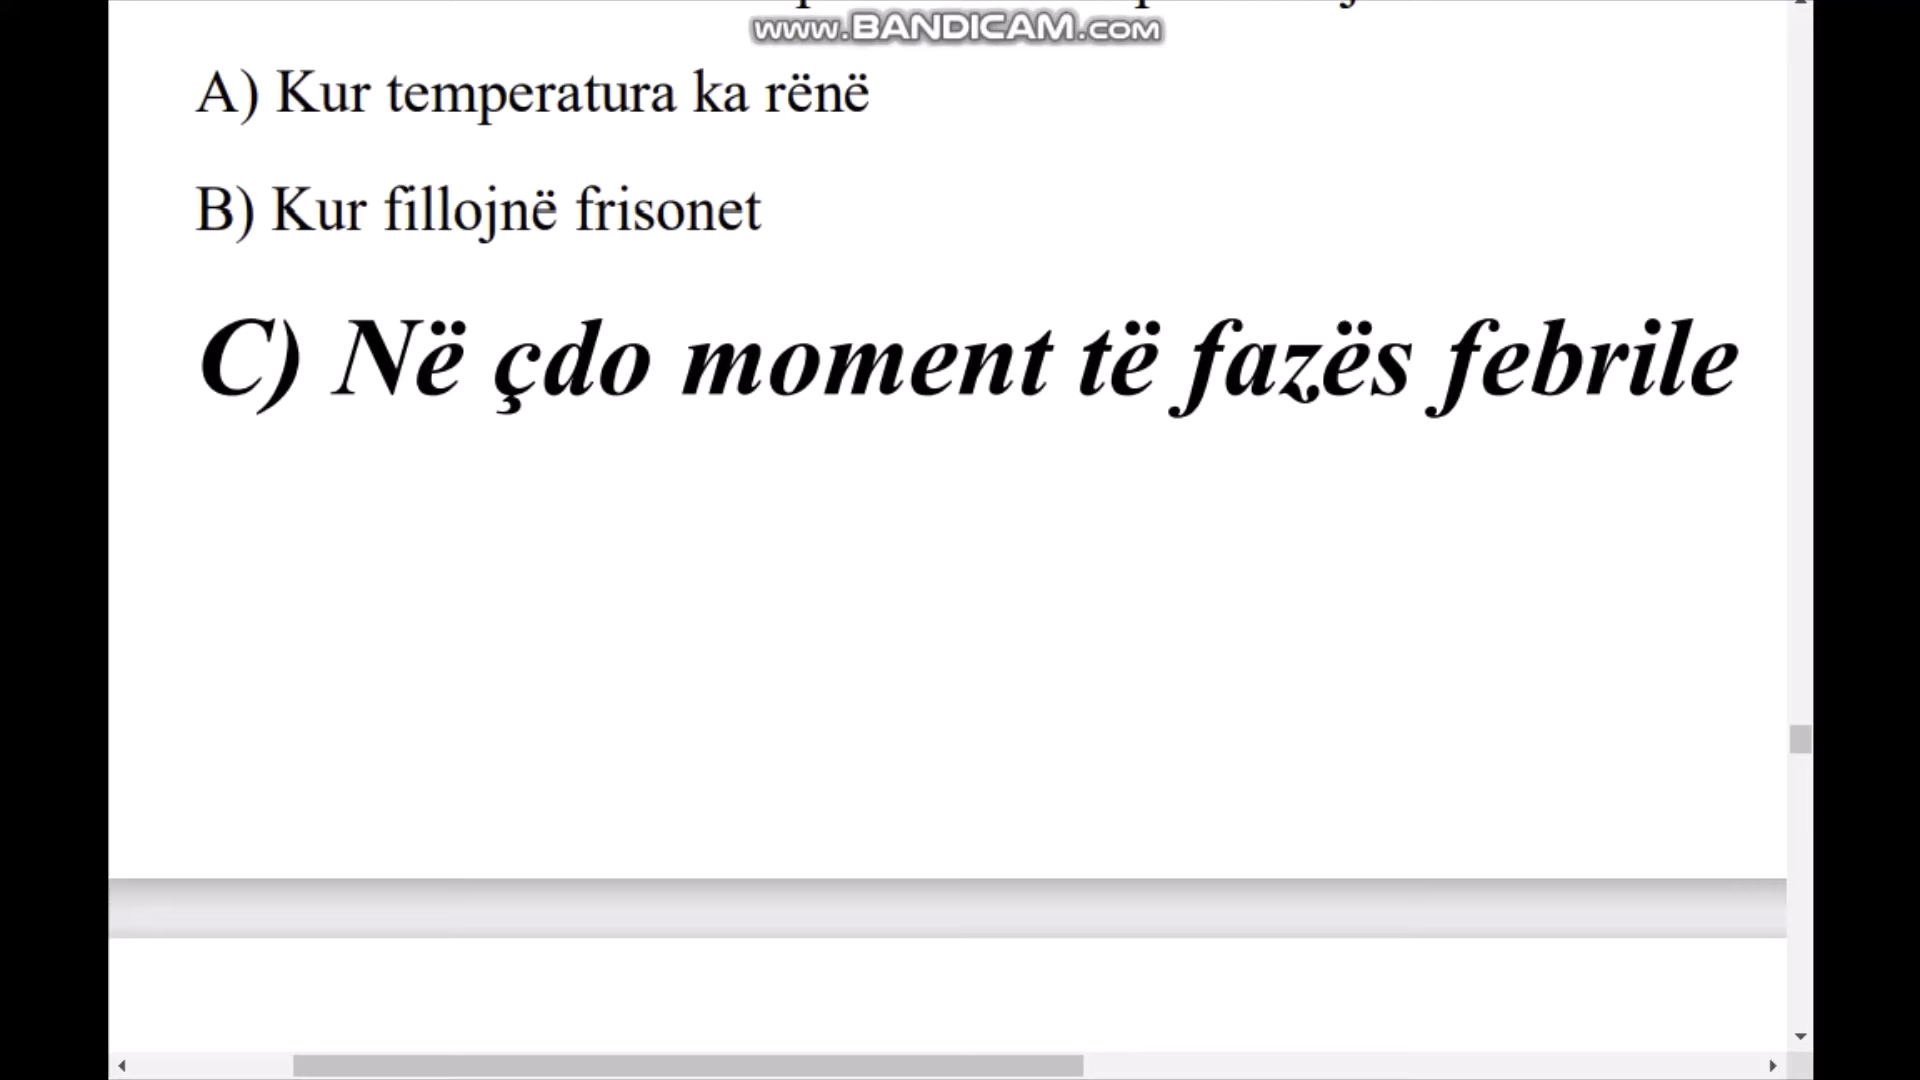 www.BANDICAM.com
A) Kur temperatura ka rënë
B) Kur fillojnë frisonet
C) Në çdo moment të fazës febrile